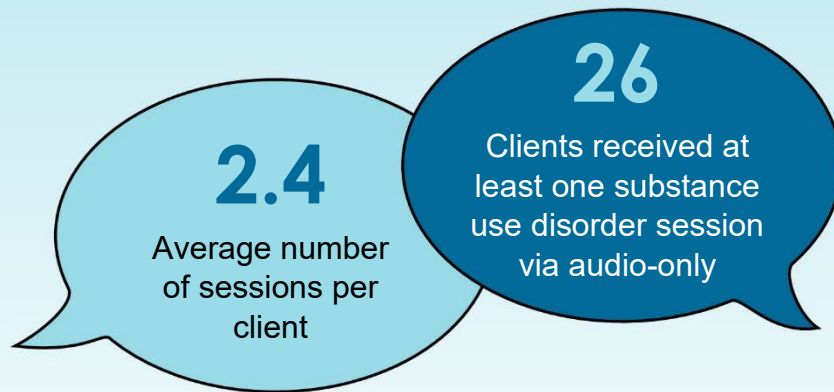 2.4
Average number
of sessions per
client
26
Clients received at
least one substance
use disorder session
via audio-only